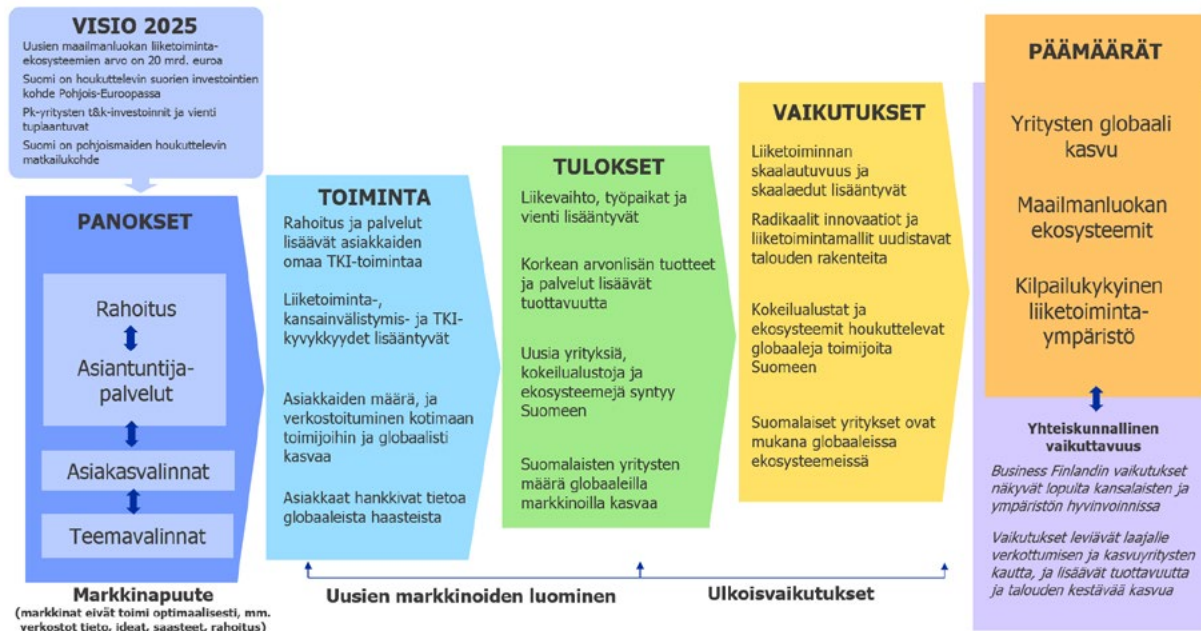 VISIO 2025
Uusien maailmanluokan liiketoiminta-
ekosysteemien arvo on 20 mrd. euroa
Suomi on houkuttelevin suorien investointien
kohde Pohjois-Euroopassa
Pk-yritysten t&k-investoinnit ja vienti
tuplaantuvat
Suomi on pohjoismaiden houkuttelevin
matkailukohde
PANOKSET
Rahoitus
Asiantuntija-
palvelut
Asiakasvalinnat
Teemavalinnat
Markkinapuute
(markkinat eivät toimi optimaalisesti, mm.
verkostot tieto, ideat, saasteet, rahoitus)
TOIMINTA
Rahoitus ja palvelut
lisäävät asiakkaiden
omaa TKI-toimintaa
Liiketoiminta-,
kansainvälistymis- ja TKI-
kyvykkyydet lisääntyvät
Asiakkaiden määrä, ja
verkostoituminen kotimaan
toimijoihin ja globaalisti
kasvaa
Asiakkaat hankkivat tietoa
globaaleista haasteista
TULOKSET
Liikevaihto, työpaikat ja
vienti lisääntyvät
Korkean arvonlisän tuotteet
ja palvelut lisäävät
tuottavuutta
Uusia yrityksiä,
kokeilualustoja ja
ekosysteemejä syntyy
Suomeen
Suomalaisten yritysten
määrä globaaleilla
markkinoilla kasvaa
Uusien markkinoiden luominen
VAIKUTUKSET
Liiketoiminnan
skaalautuvuus ja
skaalaedut lisääntyvät
Radikaalit innovaatiot ja
liiketoimintamallit uudistavat
talouden rakenteita
Kokeilualustat ja
ekosysteemit houkuttelevat
globaaleja toimijoita
Suomeen
Suomalaiset yritykset ovat
mukana globaaleissa
ekosysteemeissä
Ulkoisvaikutukset
PÄÄMÄÄRÄT
Yritysten globaali
kasvu
Maailmanluokan
ekosysteemit
Kilpailukykyinen
liiketoiminta-
ympäristö
Yhteiskunnallinen
vaikuttavuus
Business Finlandin vaikutukset
näkyvät lopulta kansalaisten ja
ympäristön hyvinvoinnissa
Vaikutukset leviävät laajalle
verkottumisen ja kasvuyritysten
kautta, ja lisäävät tuottavuutta
ja talouden kestävää kasvua